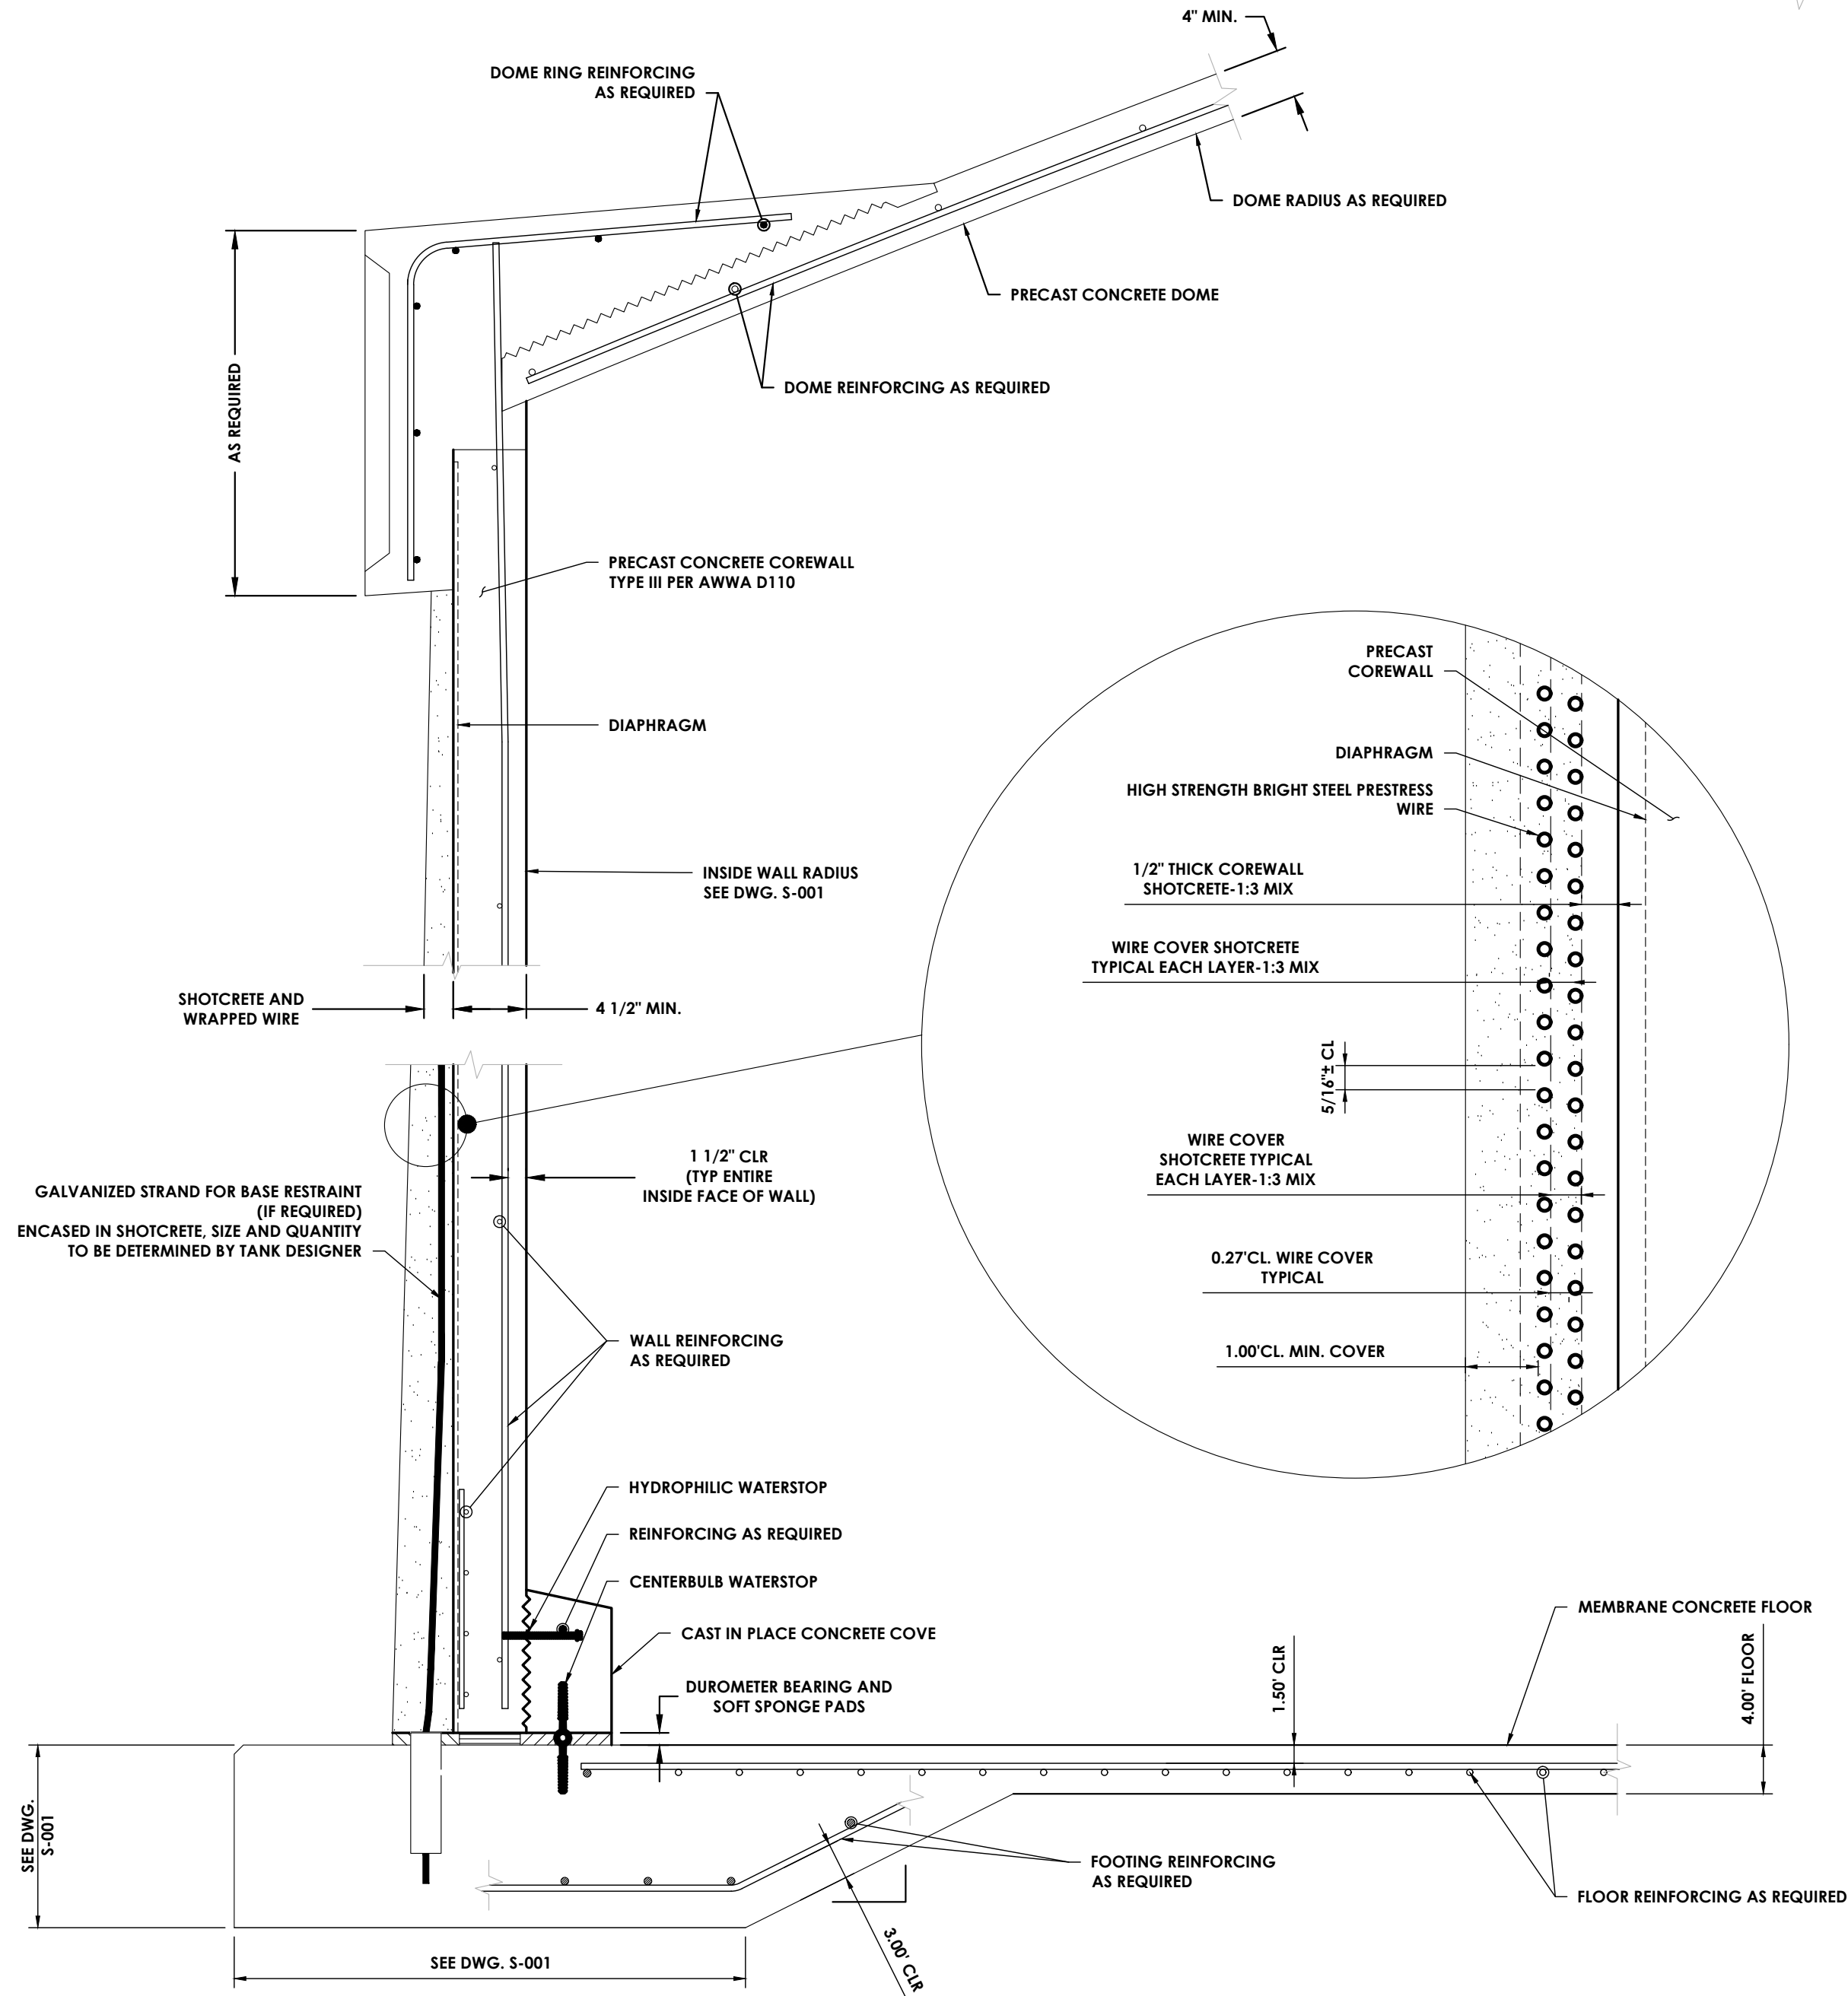 4" MIN.
DOME RING REINFORCING
AS REQUIRED
DOME RADIUS AS REQUIRED
PRECAST CONCRETE DOME
DOME REINFORCING AS REQUIRED
AS REQUIRED
PRECAST CONCRETE COREWALL
TYPE III PER AWWA D110
DIAPHRAGM
INSIDE WALL RADIUS
SEE DWG. S-001
SHOTCRETE AND
WRAPPED WIRE
4 1/2" MIN.
PRECAST
COREWALL
DIAPHRAGM
HIGH STRENGTH BRIGHT STEEL PRESTRESS
WIRE
1/2" THICK COREWALL
SHOTCRETE-1:3 MIX
WIRE COVER SHOTCRETE
TYPICAL EACH LAYER-1:3 MIX
5/16"± CL
WIRE COVER
SHOTCRETE TYPICAL
EACH LAYER-1:3 MIX
0.27'CL. WIRE COVER
TYPICAL
1.00'CL. MIN. COVER
1 1/2" CLR
(TYP ENTIRE
INSIDE FACE OF WALL)
GALVANIZED STRAND FOR BASE RESTRAINT
(IF REQUIRED)
ENCASED IN SHOTCRETE, SIZE AND QUANTITY
TO BE DETERMINED BY TANK DESIGNER
WALL REINFORCING
AS REQUIRED
HYDROPHILIC WATERSTOP
REINFORCING AS REQUIRED
CENTERBULB WATERSTOP
CAST IN PLACE CONCRETE COVE
DUROMETER BEARING AND
SOFT SPONGE PADS
MEMBRANE CONCRETE FLOOR
1.50' CLR
4.00' FLOOR
SEE DWG.
S-001
FOOTING REINFORCING
AS REQUIRED
FLOOR REINFORCING AS REQUIRED
3.00' CLR
SEE DWG. S-001